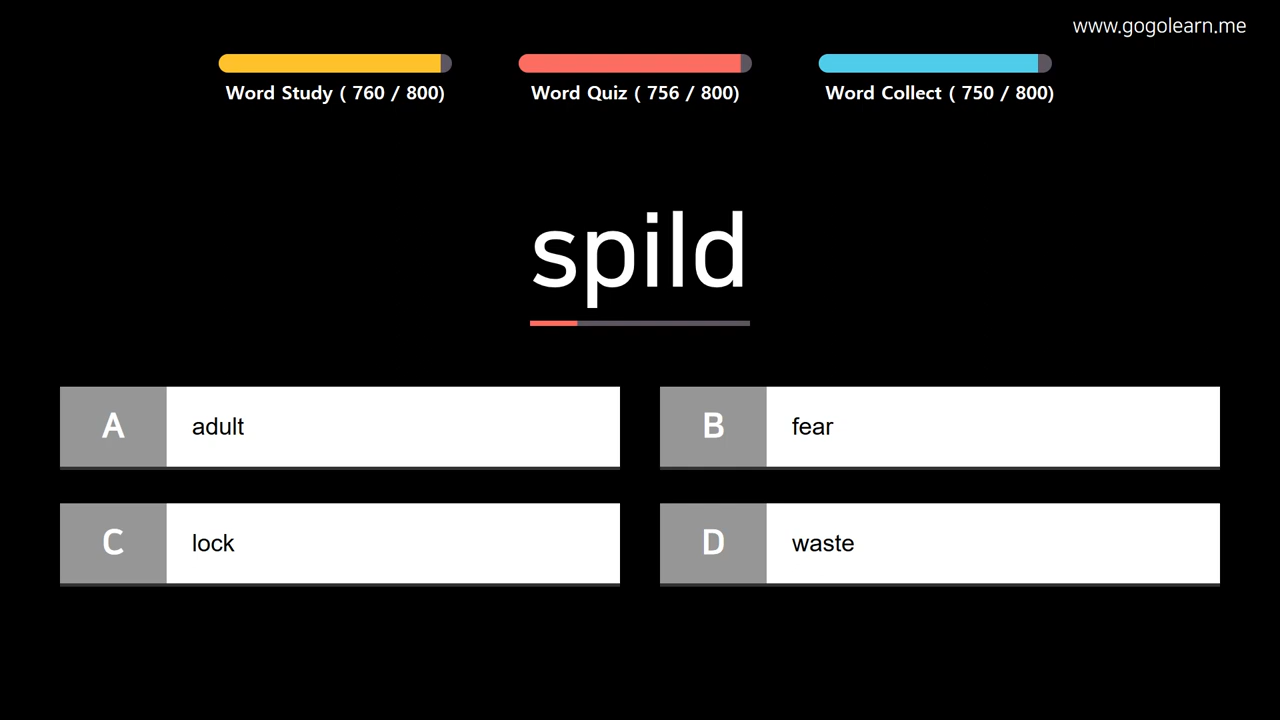 www.gogolearn.me
Word Study ( 760 / 800)
Word Quiz ( 756 / 800)
Word Collect ( 750 / 800)
spild
A adult
B fear
C lock
D waste